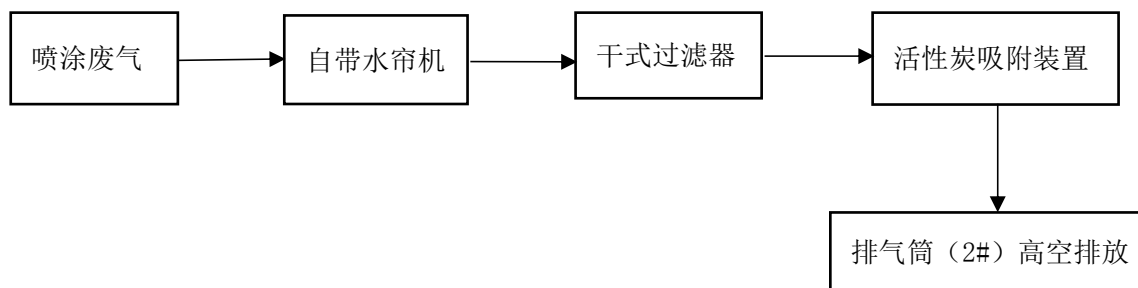 喷涂废气
自带水帘机
干式过滤器
活性炭吸附装置
排气筒（2#）高空排放